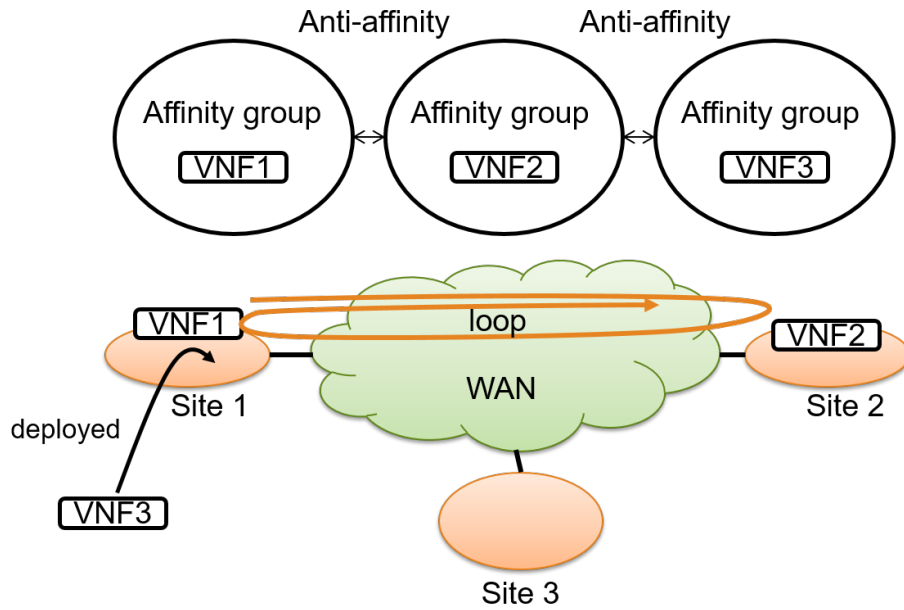 Anti-affinity
Anti-affinity
Affinity group
VNF1
Affinity group
VNF2
Affinity group
VNF3
VNF1
loop
VNF2
WAN
Site 1
Site 2
deployed
VNF3
Site 3